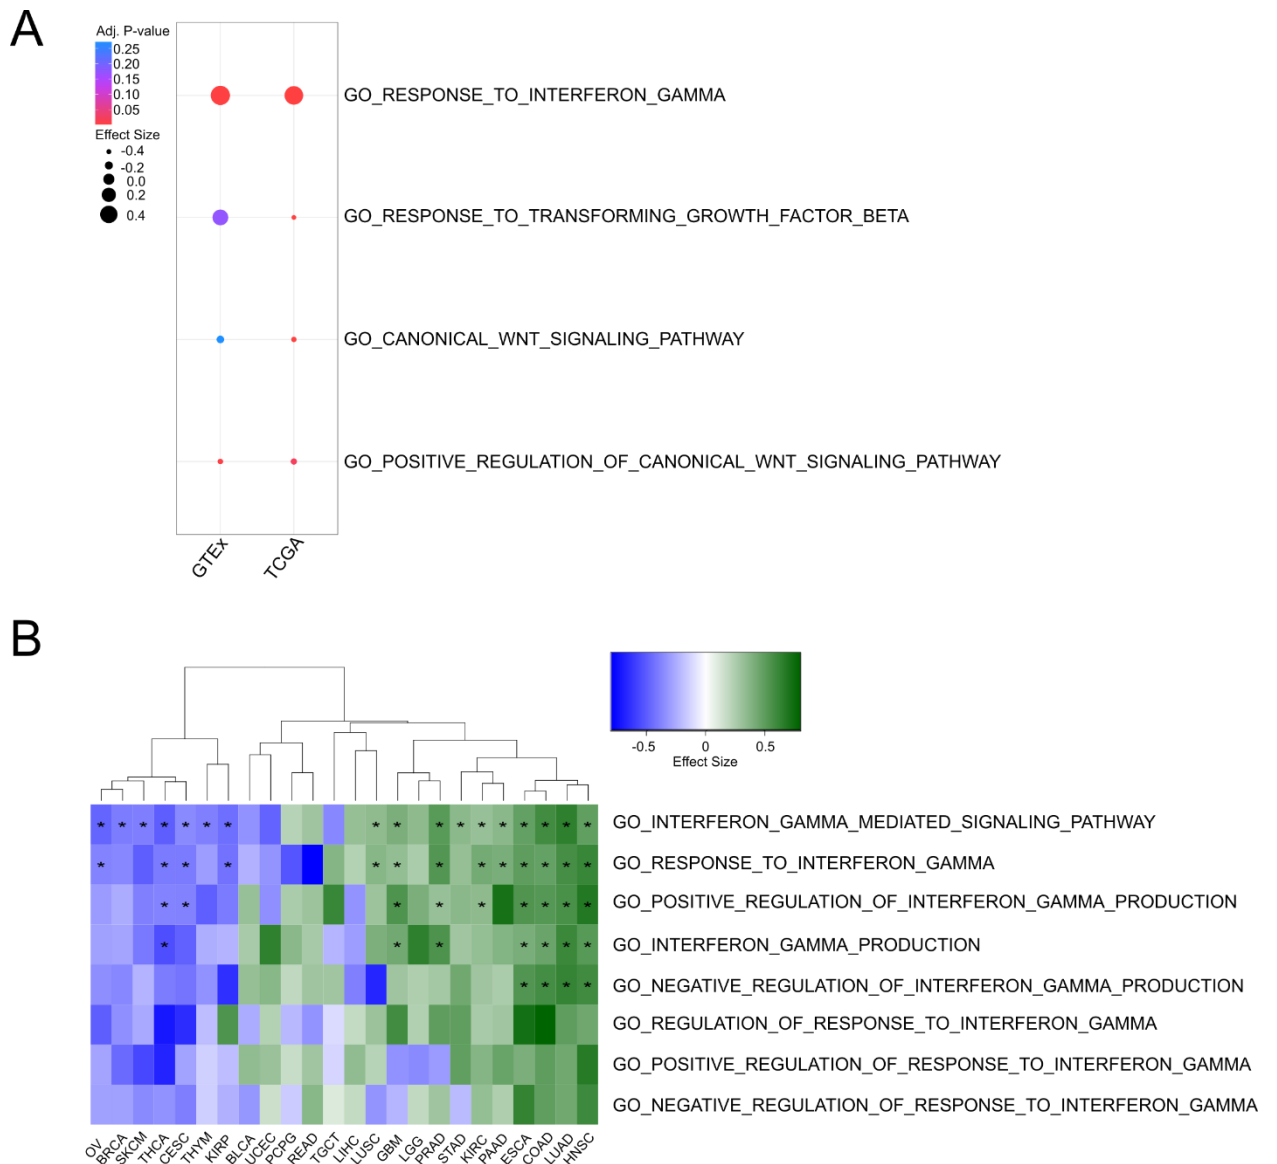 A
Adj. P-value
0.25
0.20
0.15
0.10
0.05
Effect Size
-0.4
-0.2
0.0
0.2
0.4
GO_RESPONSE_TO_INTERFERON_GAMMA
GO_RESPONSE_TO_TRANSFORMING_GROWTH_FACTOR_BETA
GO_CANONICAL_WNT_SIGNALING_PATHWAY
GO_POSITIVE_REGULATION_OF_CANONICAL_WNT_SIGNALING_PATHWAY
GTEx
TCGA
B
-0.5 0 0.5
Effect Size
* * * * * * * * * * * * * * * * * GO_INTERFERON_GAMMA_MEDIATED_SIGNALING_PATHWAY
* * * * * * * * * * * * * GO_RESPONSE_TO_INTERFERON_GAMMA
* * * * * * * * * GO_POSITIVE_REGULATION_OF_INTERFERON_GAMMA_PRODUCTION
* * * * * * * GO_INTERFERON_GAMMA_PRODUCTION
* * * * GO_NEGATIVE_REGULATION_OF_INTERFERON_GAMMA_PRODUCTION
GO_REGULATION_OF_RESPONSE_TO_INTERFERON_GAMMA
GO_POSITIVE_REGULATION_OF_RESPONSE_TO_INTERFERON_GAMMA
GO_NEGATIVE_REGULATION_OF_RESPONSE_TO_INTERFERON_GAMMA
OV
BRCA
SKCM
THCA
CESC
THYM
KIRP
BLCA
UCEC
PCPG
READ
TGCT
LIHC
LUSC
GBM
LGG
PRAD
STAD
KIRC
PAAD
ESCA
COAD
LUAD
HNSC